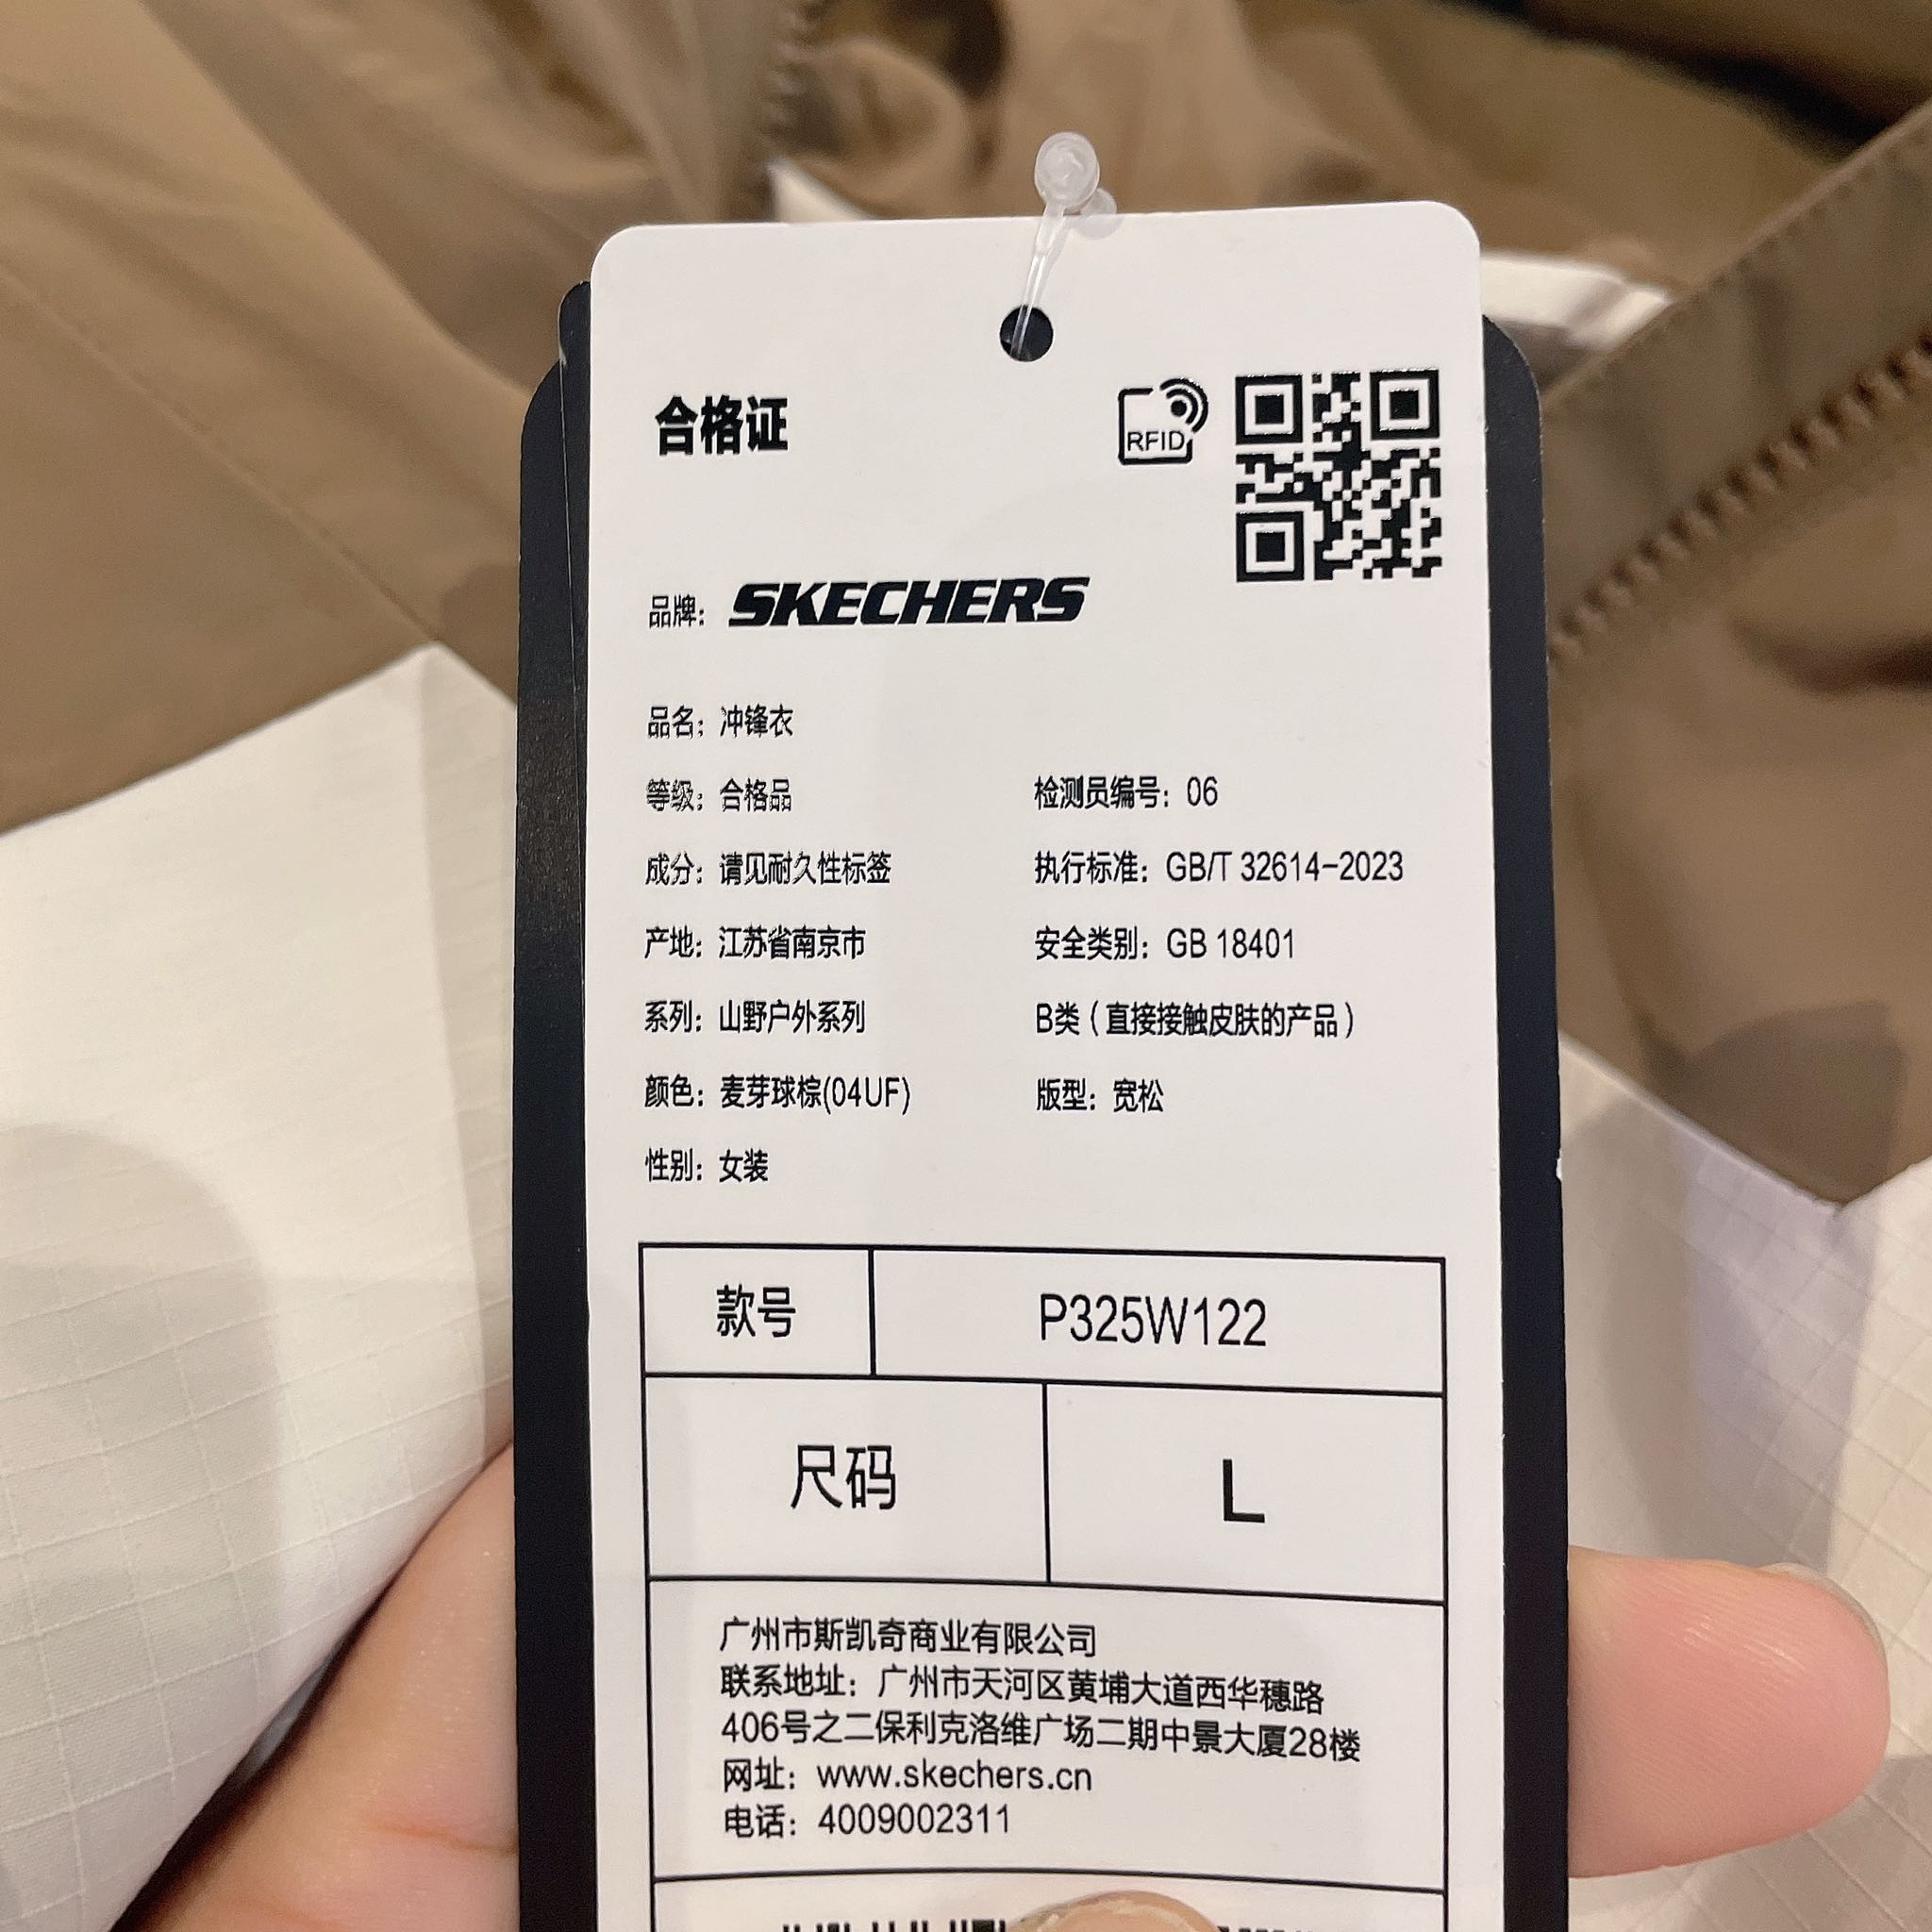 合格证
RFID
品牌: SKECHERS
品名: 冲锋衣
等级: 合格品
检测员编号: 06
成分: 请见耐久性标签
执行标准: GB/T 32614-2023
产地: 江苏省南京市
安全类别: GB 18401
系列: 山野户外系列
B类（直接接触皮肤的产品）
颜色: 麦芽球棕(04UF)
版型: 宽松
性别: 女装
款号 P325W122
尺码 L
广州市斯凯奇商业有限公司
联系地址: 广州市天河区黄埔大道西华穗路
406号之二保利克洛维广场二期中景大厦28楼
网址: www.skechers.cn
电话: 4009002311